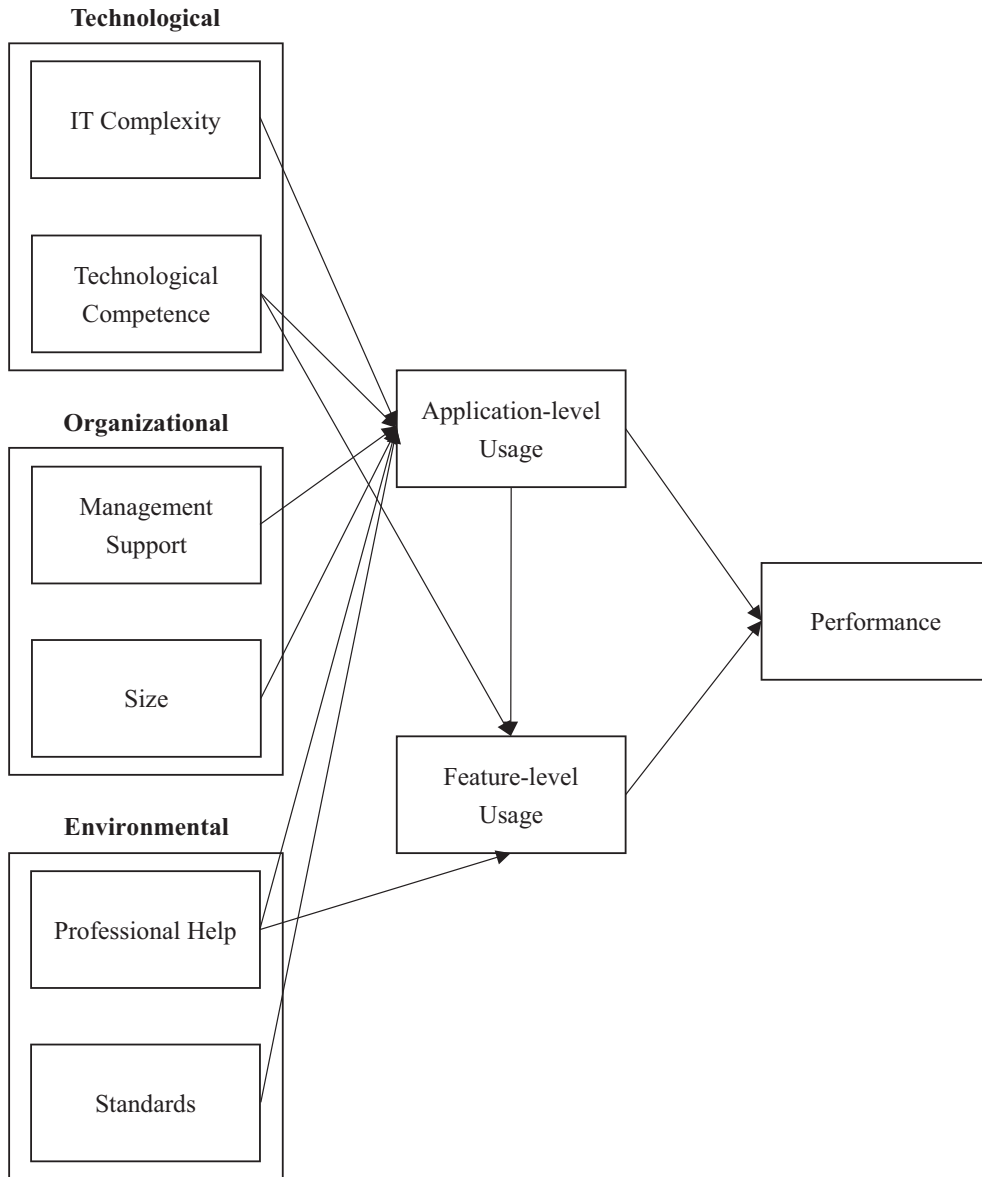 Technological
IT Complexity
Technological
Competence
Organizational
Management
Support
Size
Environmental
Professional Help
Standards
Application-level
Usage
Feature-level
Usage
Performance